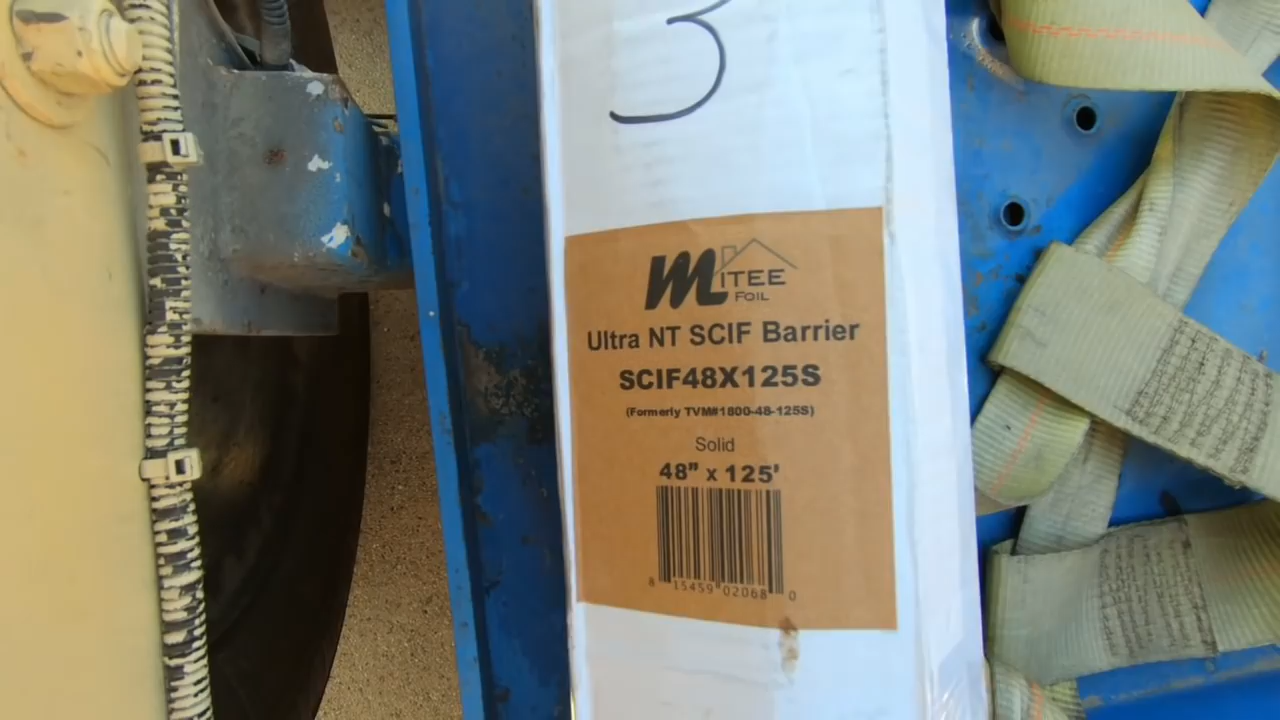 3
MITEE
FOIL
Ultra NT SCIF Barrier
SCIF48X125S
(Formerly TVM#1800-48-125S)
Solid
48" x 125'
8 15459 02068 0